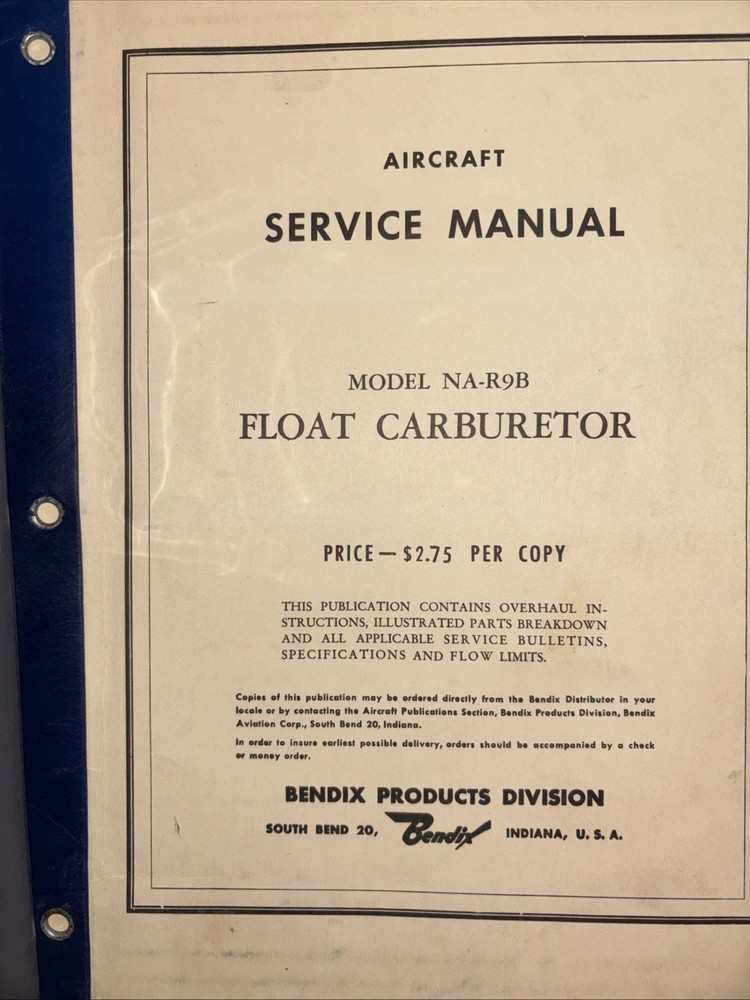 AIRCRAFT
SERVICE MANUAL
MODEL NA-R9B
FLOAT CARBURETOR
PRICE — $2.75 PER COPY
THIS PUBLICATION CONTAINS OVERHAUL IN-
STRUCTIONS, ILLUSTRATED PARTS BREAKDOWN
AND ALL APPLICABLE SERVICE BULLETINS,
SPECIFICATIONS AND FLOW LIMITS.
Copies of this publication may be ordered directly from the Bendix Distributor in your
locale or by contacting the Aircraft Publications Section, Bendix Products Division, Bendix
Aviation Corp., South Bend 20, Indiana.
In order to insure earliest possible delivery, orders should be accompanied by a check
or money order.
BENDIX PRODUCTS DIVISION
SOUTH BEND 20, Bendix INDIANA, U. S. A.